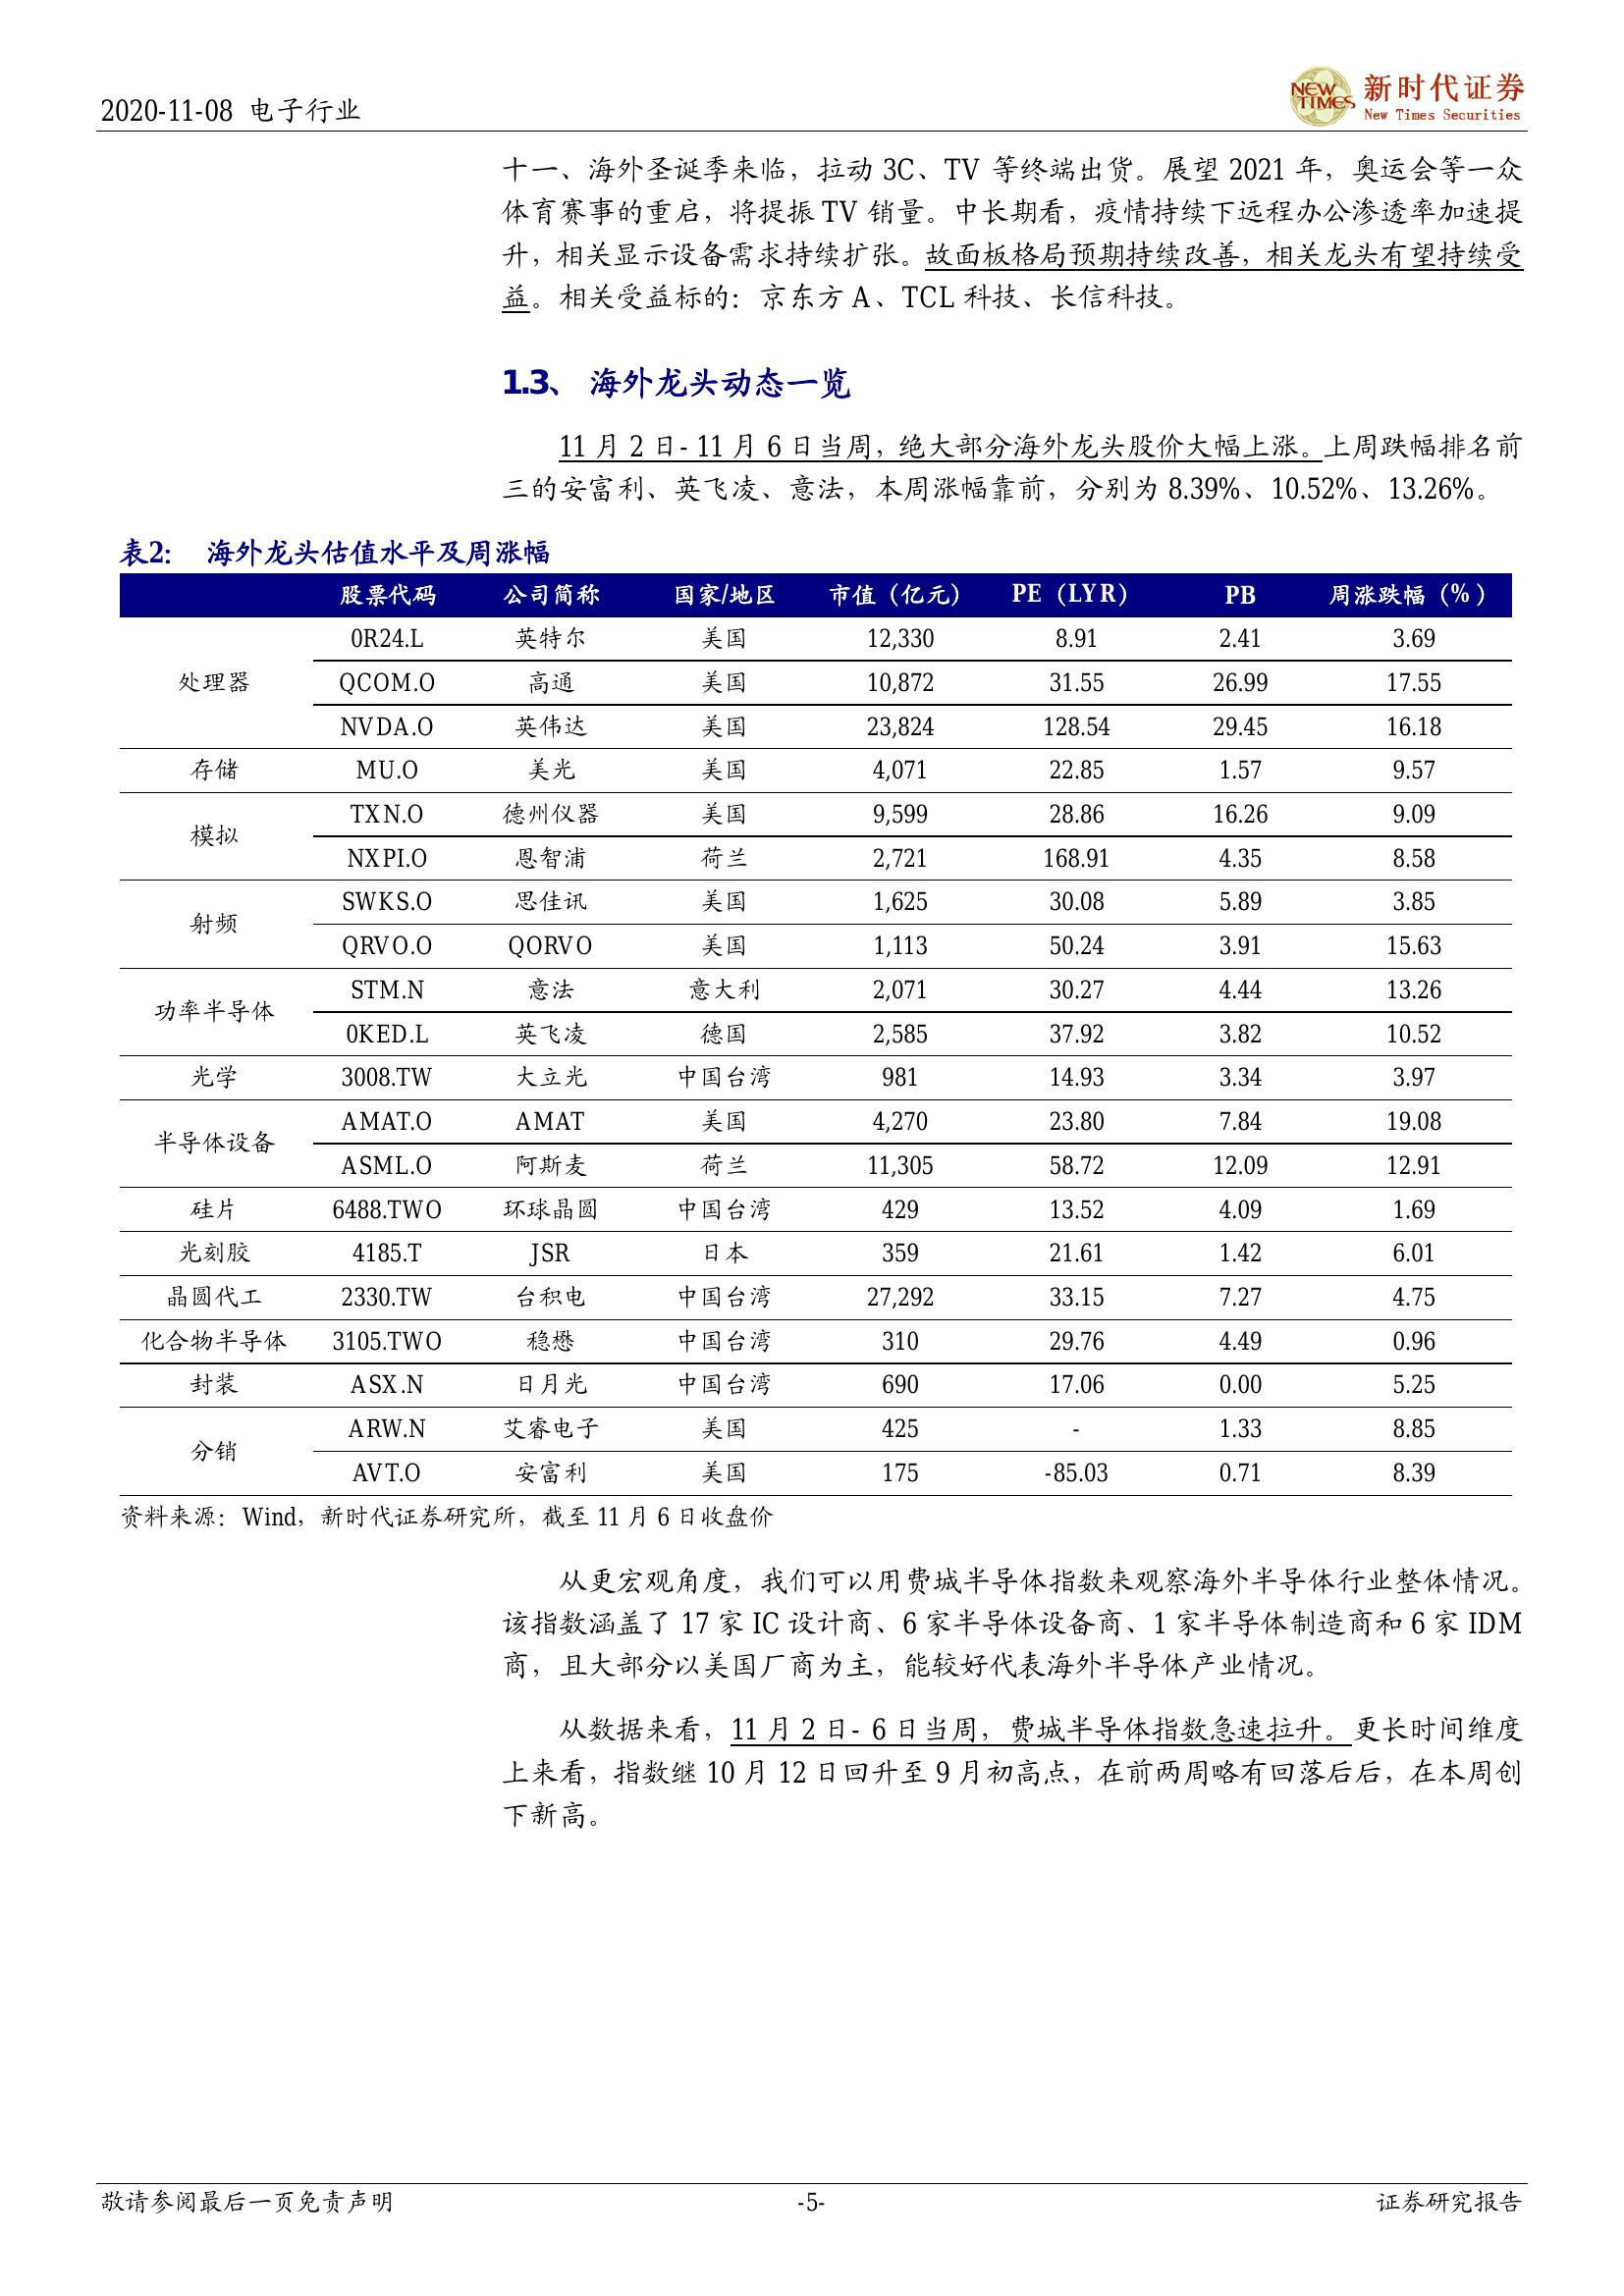 2020-11-08 电子行业
NEW TIMES 新时代证券
New Times Securities
十一、海外圣诞季来临，拉动 3C、TV 等终端出货。展望 2021 年，奥运会等一众
体育赛事的重启，将提振 TV 销量。中长期看，疫情持续下远程办公渗透率加速提
升，相关显示设备需求持续扩张。故面板格局预期持续改善，相关龙头有望持续受
益。相关受益标的：京东方 A、TCL 科技、长信科技。
1.3、 海外龙头动态一览
11 月 2 日- 11 月 6 日当周，绝大部分海外龙头股价大幅上涨。上周跌幅排名前
三的安富利、英飞凌、意法，本周涨幅靠前，分别为 8.39%、10.52%、13.26%。
表2： 海外龙头估值水平及周涨幅
股票代码 公司简称 国家/地区 市值（亿元） PE（LYR） PB 周涨跌幅（%）
处理器 0R24.L 英特尔 美国 12,330 8.91 2.41 3.69
QCOM.O 高通 美国 10,872 31.55 26.99 17.55
NVDA.O 英伟达 美国 23,824 128.54 29.45 16.18
存储 MU.O 美光 美国 4,071 22.85 1.57 9.57
模拟 TXN.O 德州仪器 美国 9,599 28.86 16.26 9.09
NXPI.O 恩智浦 荷兰 2,721 168.91 4.35 8.58
射频 SWKS.O 思佳讯 美国 1,625 30.08 5.89 3.85
QRVO.O QORVO 美国 1,113 50.24 3.91 15.63
功率半导体 STM.N 意法 意大利 2,071 30.27 4.44 13.26
0KED.L 英飞凌 德国 2,585 37.92 3.82 10.52
光学 3008.TW 大立光 中国台湾 981 14.93 3.34 3.97
半导体设备 AMAT.O AMAT 美国 4,270 23.80 7.84 19.08
ASML.O 阿斯麦 荷兰 11,305 58.72 12.09 12.91
硅片 6488.TWO 环球晶圆 中国台湾 429 13.52 4.09 1.69
光刻胶 4185.T JSR 日本 359 21.61 1.42 6.01
晶圆代工 2330.TW 台积电 中国台湾 27,292 33.15 7.27 4.75
化合物半导体 3105.TWO 稳懋 中国台湾 310 29.76 4.49 0.96
封装 ASX.N 日月光 中国台湾 690 17.06 0.00 5.25
分销 ARW.N 艾睿电子 美国 425 - 1.33 8.85
AVT.O 安富利 美国 175 -85.03 0.71 8.39
资料来源：Wind，新时代证券研究所，截至 11 月 6 日收盘价
从更宏观角度，我们可以用费城半导体指数来观察海外半导体行业整体情况。
该指数涵盖了 17 家 IC 设计商、6 家半导体设备商、1 家半导体制造商和 6 家 IDM
商，且大部分以美国厂商为主，能较好代表海外半导体产业情况。
从数据来看，11 月 2 日- 6 日当周，费城半导体指数急速拉升。更长时间维度
上来看，指数继 10 月 12 日回升至 9 月初高点，在前两周略有回落后后，在本周创
下新高。
敬请参阅最后一页免责声明 -5- 证券研究报告